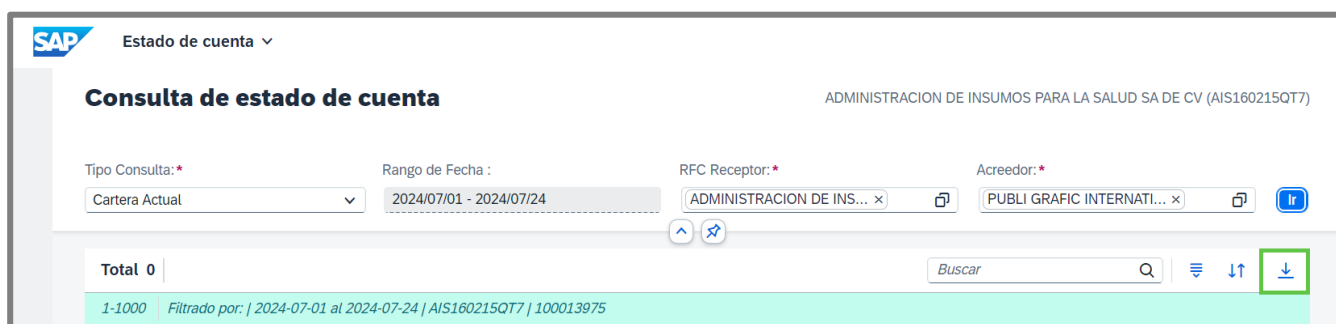 SAP Estado de cuenta
Consulta de estado de cuenta ADMINISTRACION DE INSUMOS PARA LA SALUD SA DE CV (AIS160215QT7)
Tipo Consulta:* Rango de Fecha : RFC Receptor:* Acreedor:*
Cartera Actual 2024/07/01 - 2024/07/24 ADMINISTRACION DE INS... × PUBLI GRAFIC INTERNATI... × Ir
Total 0 Buscar
1-1000 Filtrado por: | 2024-07-01 al 2024-07-24 | AIS160215QT7 | 100013975